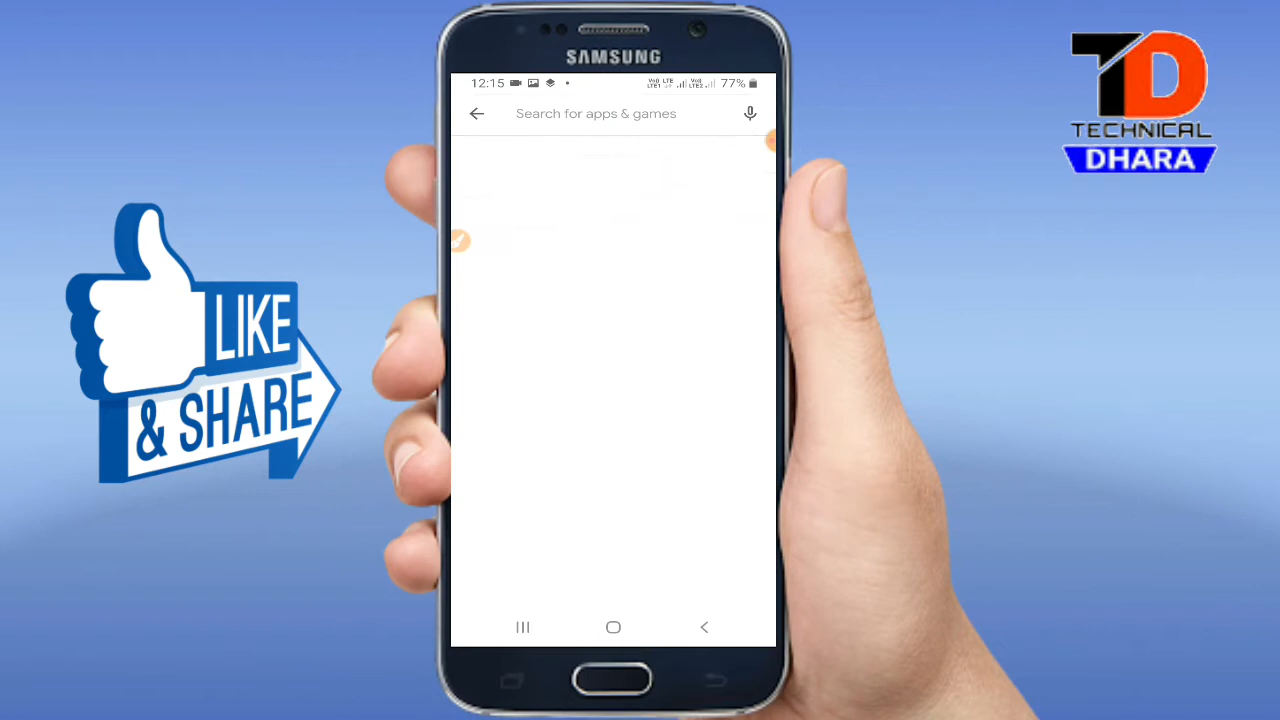 SAMSUNG
12:15
77%
Search for apps & games
LIKE
& SHARE
TD
TECHNICAL
DHARA